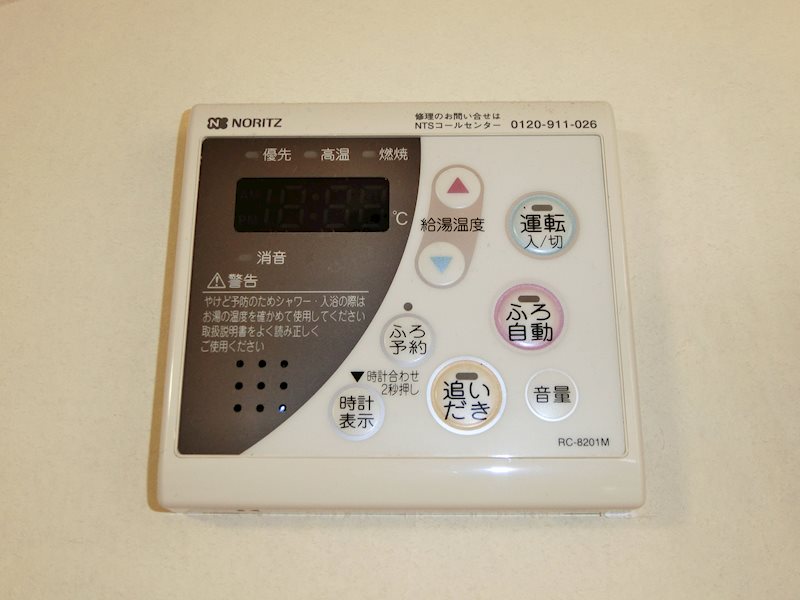 NORITZ
修理のお問い合せは
NTSコールセンター 0120-911-026
優先 高温 燃焼
AM
PM
℃
給湯温度
運転
入/切
消音
警告
やけど予防のためシャワー・入浴の際は
お湯の温度を確かめて使用してください
取扱説明書をよく読み正しく
ご使用ください
ふろ
自動
ふろ
予約
▼時計合わせ
2秒押し
時計
表示
追い
だき
音量
RC-8201M